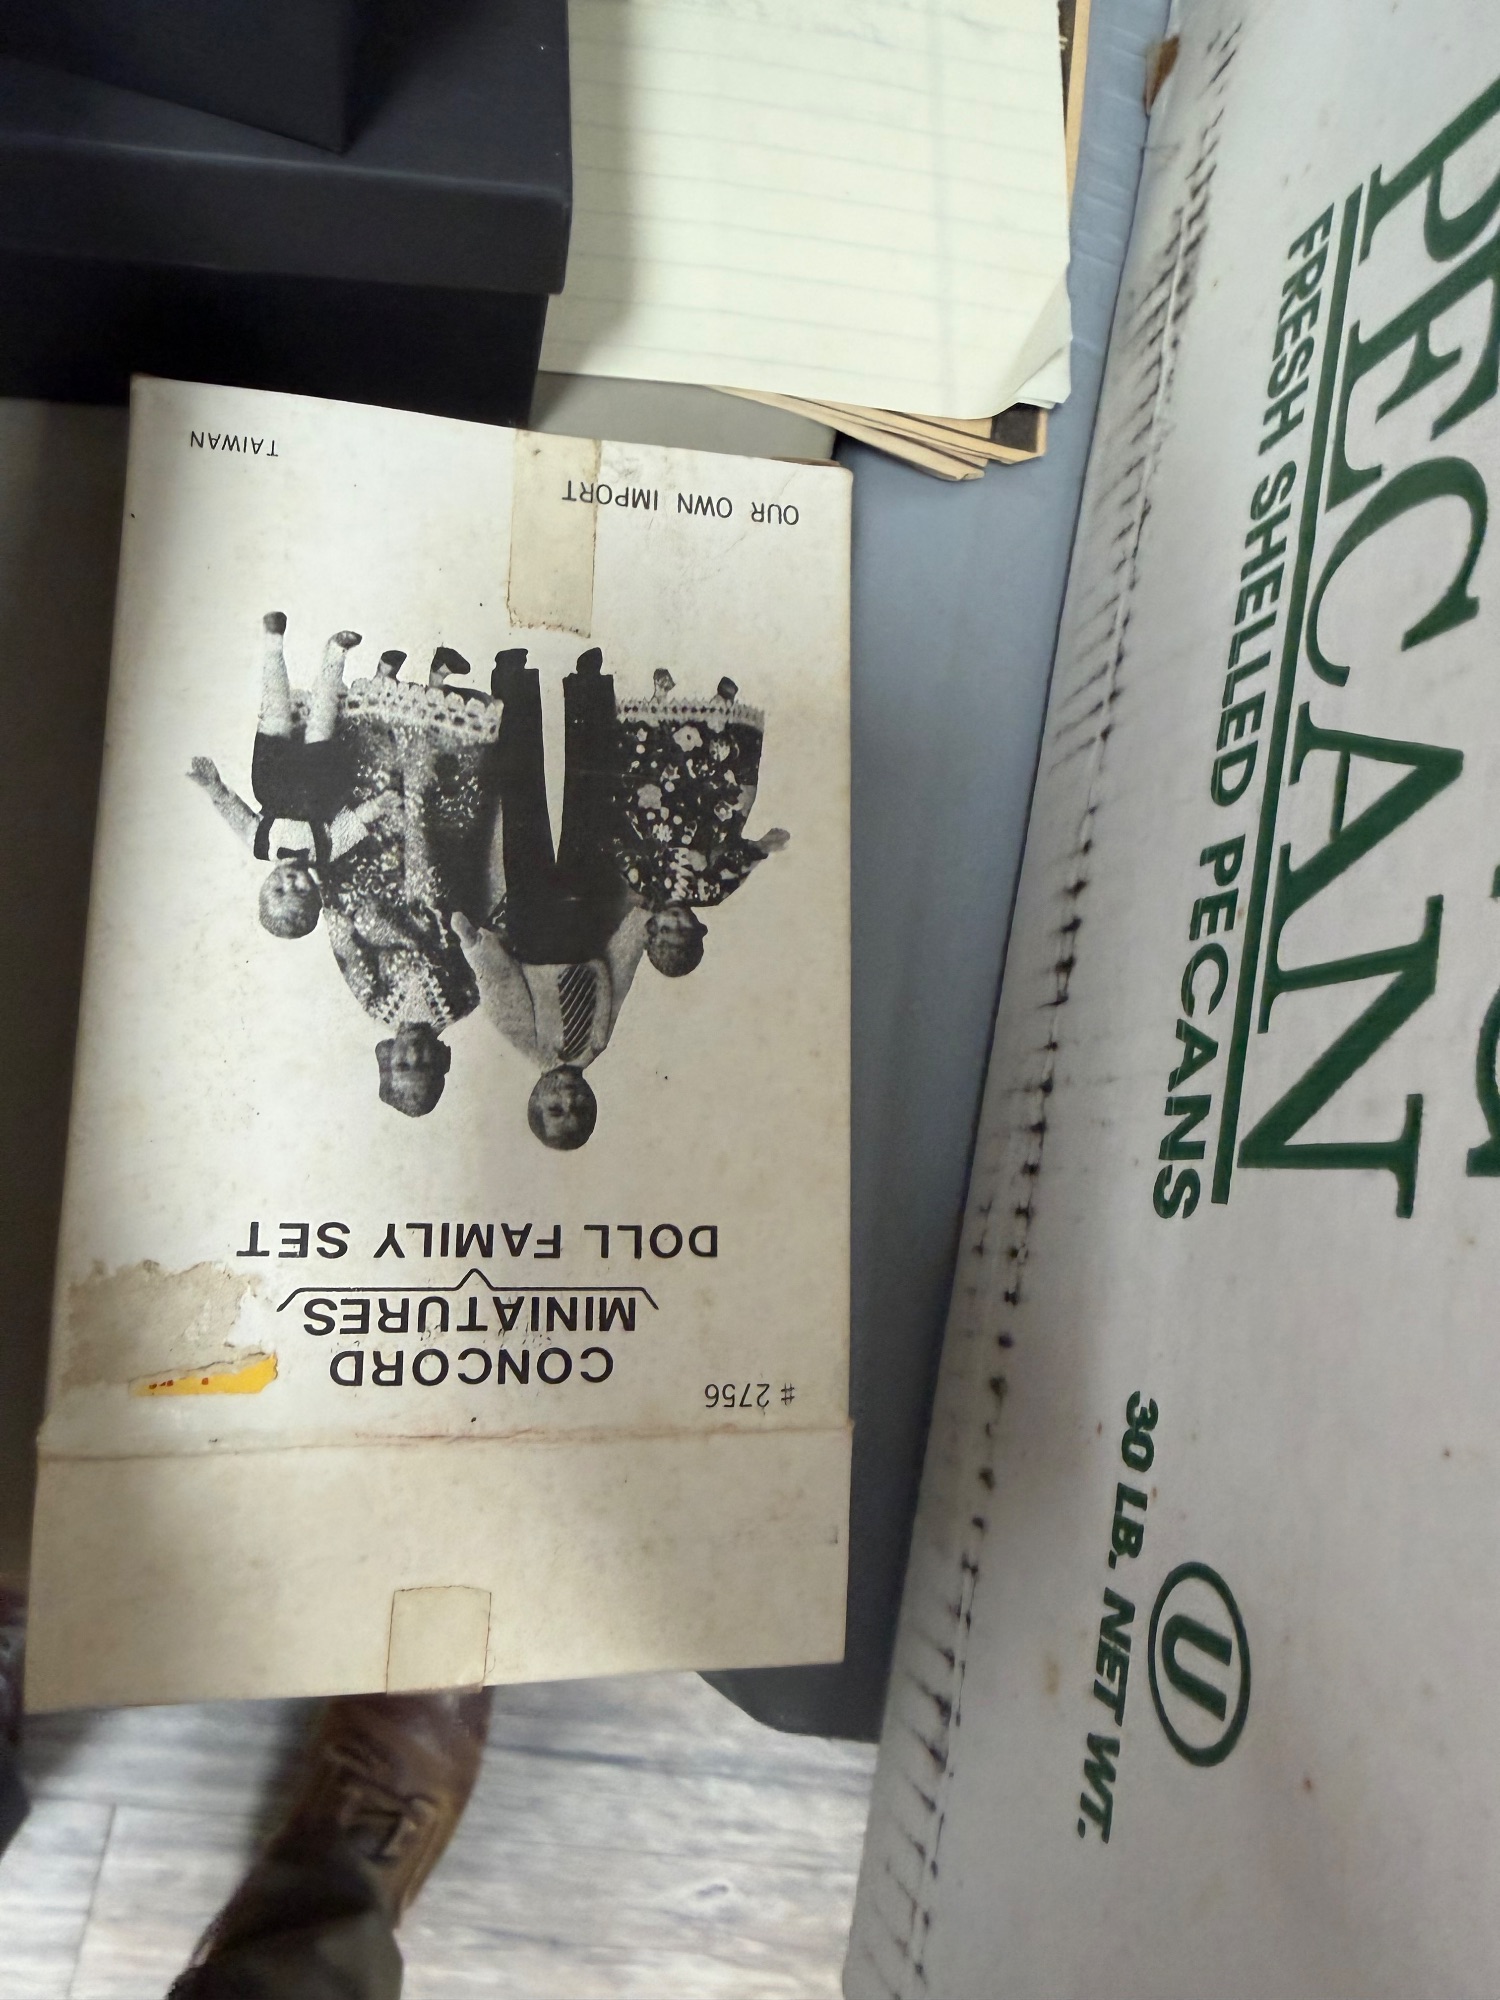 # 2756
CONCORD
MINIATURES
DOLL FAMILY SET
OUR OWN IMPORT
TAIWAN
PECAN
FRESH SHELLED PECANS
30 LB. NET WT.
U